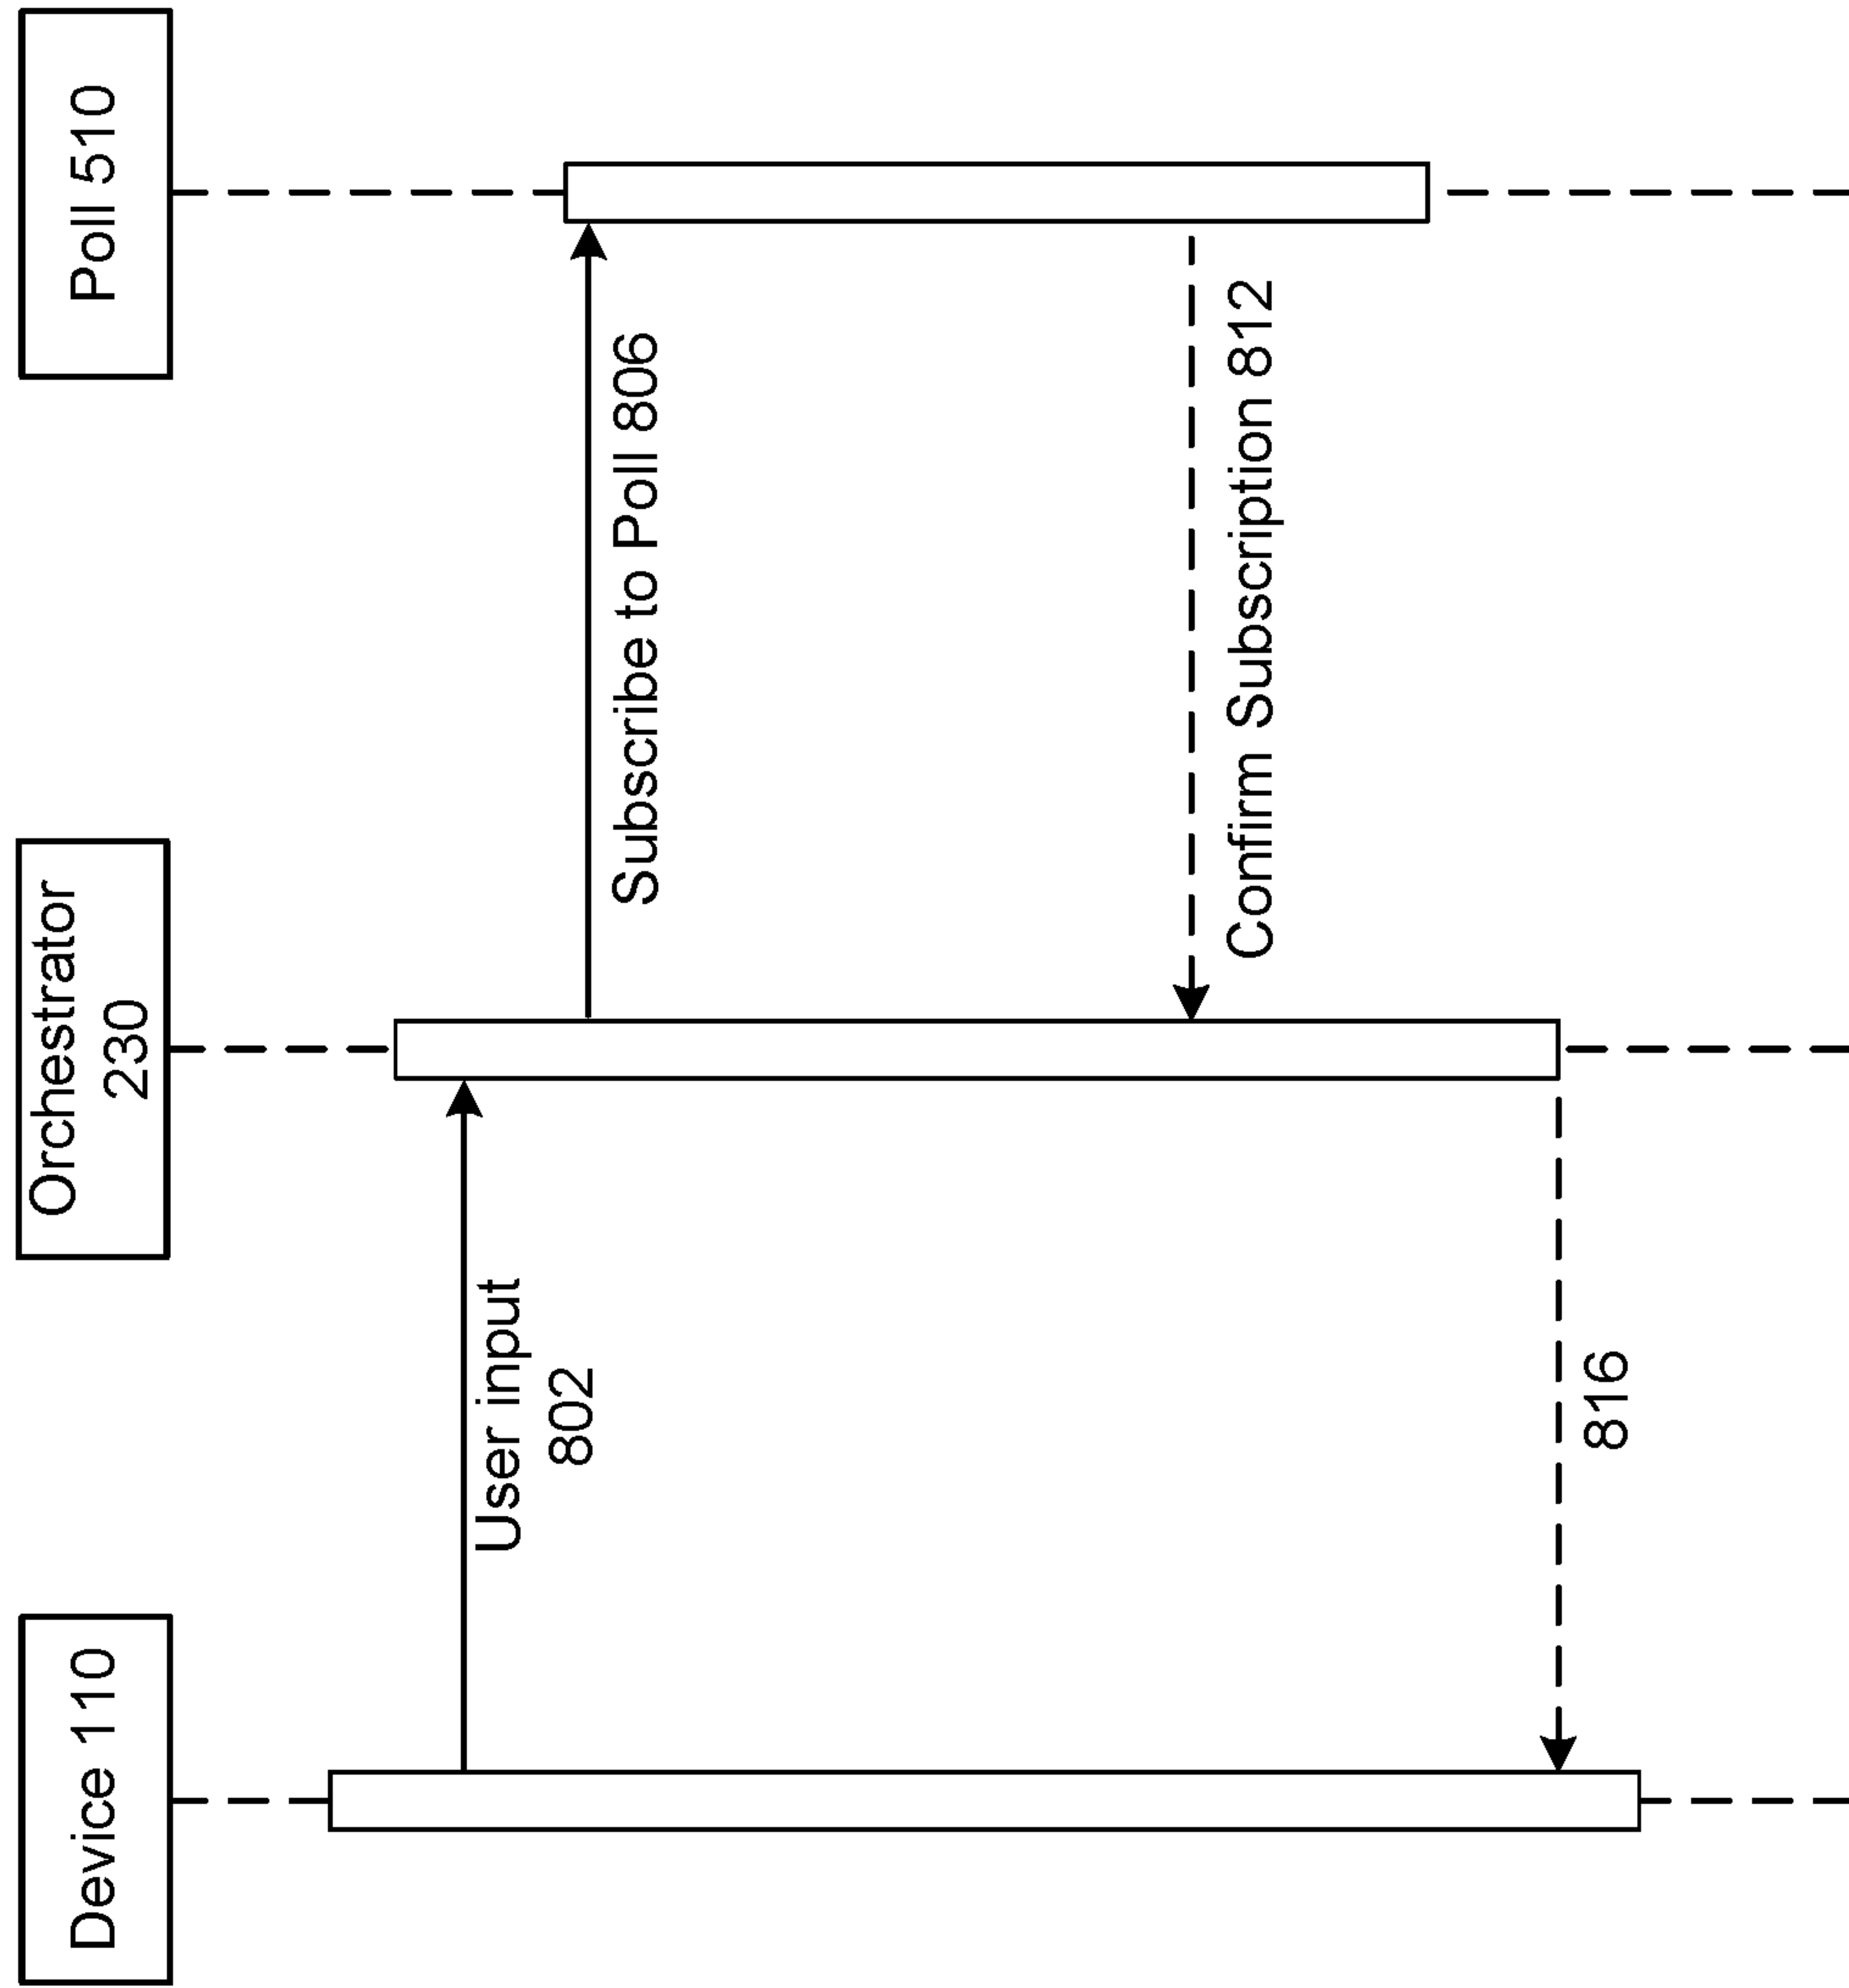 Device 110
Orchestrator
230
Poll 510
User input
802
Subscribe to Poll 806
Confirm Subscription 812
816